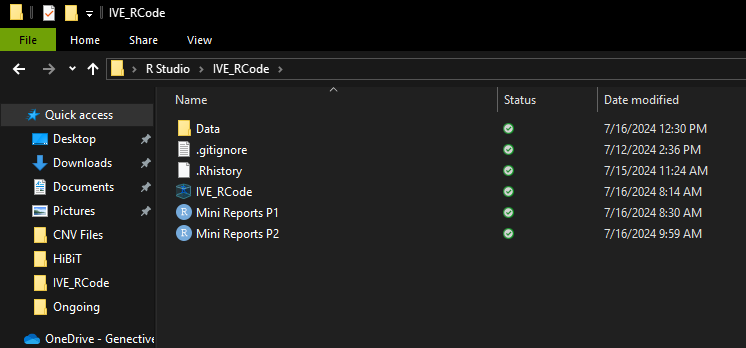 IVE_RCode
File Home Share View
R Studio IVE_RCode
Name Status Date modified
Quick access
Desktop
Downloads
Documents
Pictures
CNV Files
HiBiT
IVE_RCode
Ongoing
OneDrive - Genective
Data 7/16/2024 12:30 PM
.gitignore 7/12/2024 2:36 PM
.Rhistory 7/15/2024 11:24 AM
IVE_RCode 7/16/2024 8:14 AM
Mini Reports P1 7/16/2024 8:30 AM
Mini Reports P2 7/16/2024 9:59 AM